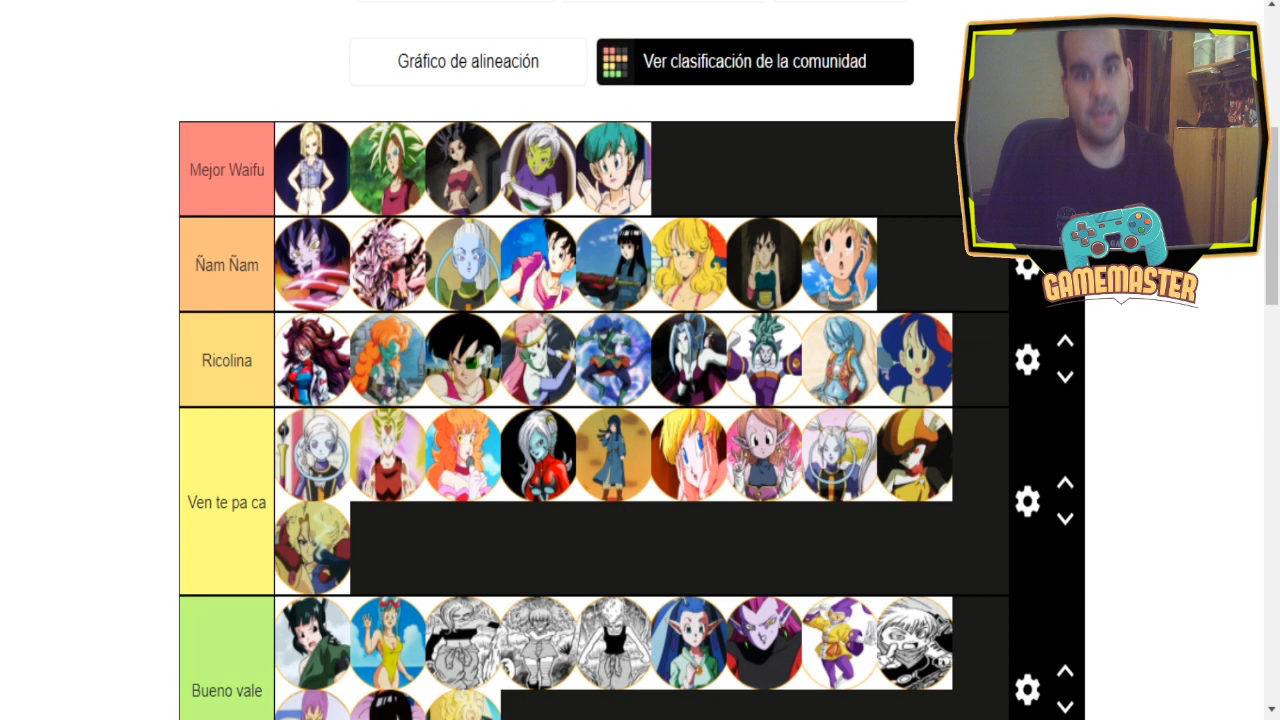 Gráfico de alineación
Ver clasificación de la comunidad
Mejor Waifu
Ñam Ñam
Ricolina
Ven te pa ca
Bueno vale
GAMEMASTER